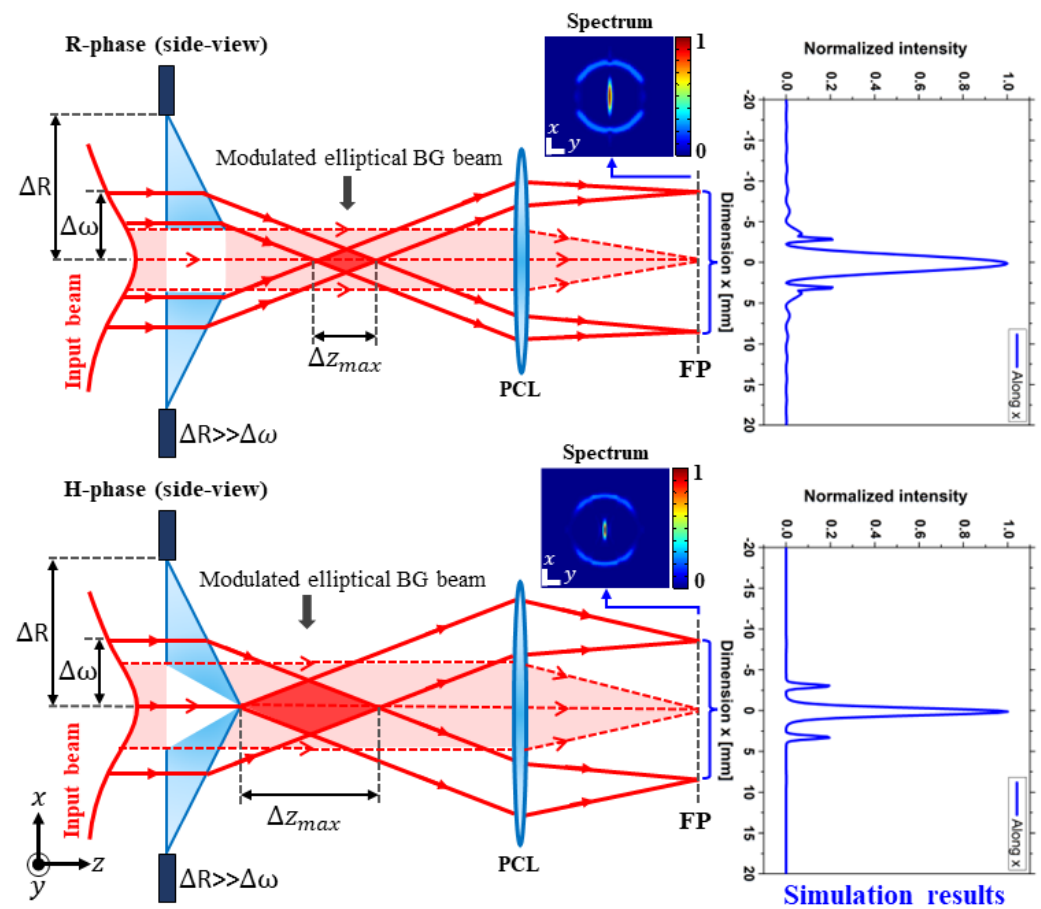 R-phase (side-view)
ΔR
Δω
Input beam
Modulated elliptical BG beam
Δz_max
ΔR>>Δω
PCL
Spectrum
x
y
1
0
FP
Dimension x [mm]
Normalized intensity
0.0 0.2 0.4 0.6 0.8 1.0
-20
-15
-10
-5
0
5
10
15
20
Along x
H-phase (side-view)
ΔR
Δω
Input beam
Modulated elliptical BG beam
Δz_max
ΔR>>Δω
PCL
x
y
z
Spectrum
x
y
1
0
FP
Dimension x [mm]
Normalized intensity
0.0 0.2 0.4 0.6 0.8 1.0
-20
-15
-10
-5
0
5
10
15
20
Along x
Simulation results